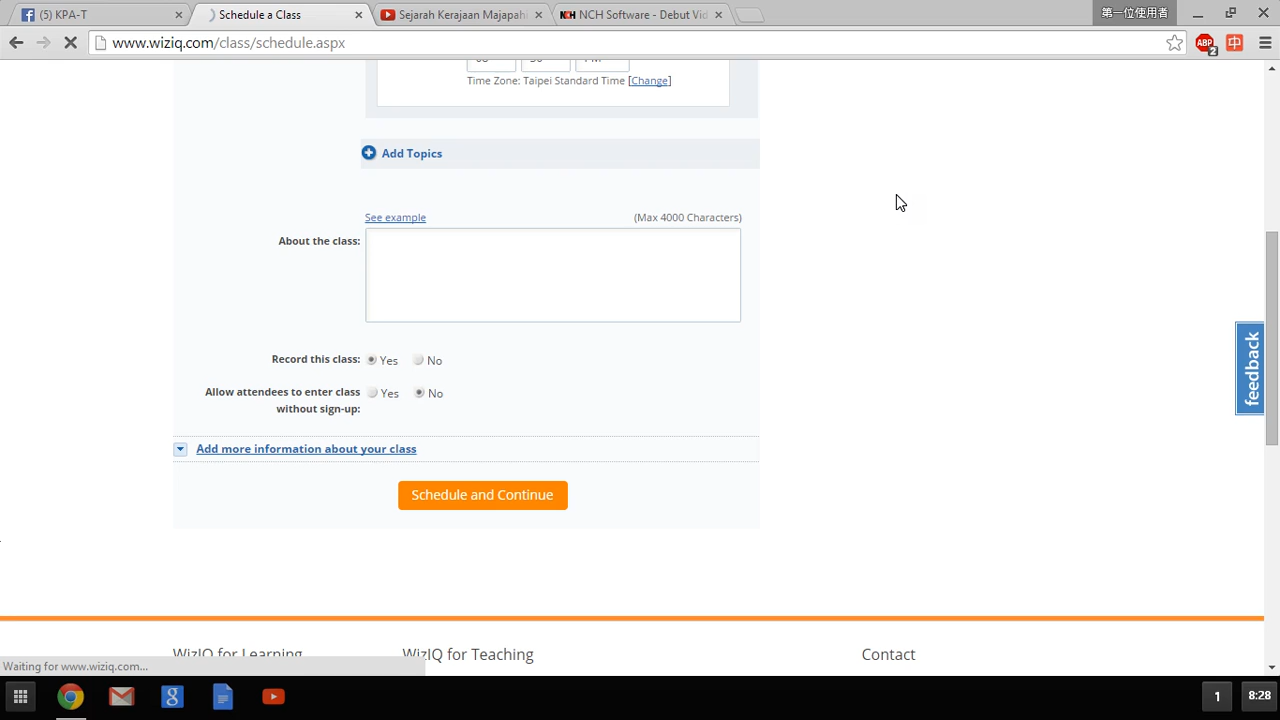 (5) KPA-T
Schedule a Class
Sejarah Kerajaan Majapahi
NCH Software - Debut Vid
第一位使用者
www.wiziq.com/class/schedule.aspx
ABP
2
中
Time Zone: Taipei Standard Time [Change]
Add Topics
See example
(Max 4000 Characters)
About the class:
Record this class:
Yes
No
Allow attendees to enter class
without sign-up:
Yes
No
Add more information about your class
Schedule and Continue
feedback
WizIQ for Learning
WizIQ for Teaching
Contact
Waiting for www.wiziq.com...
1
8:28